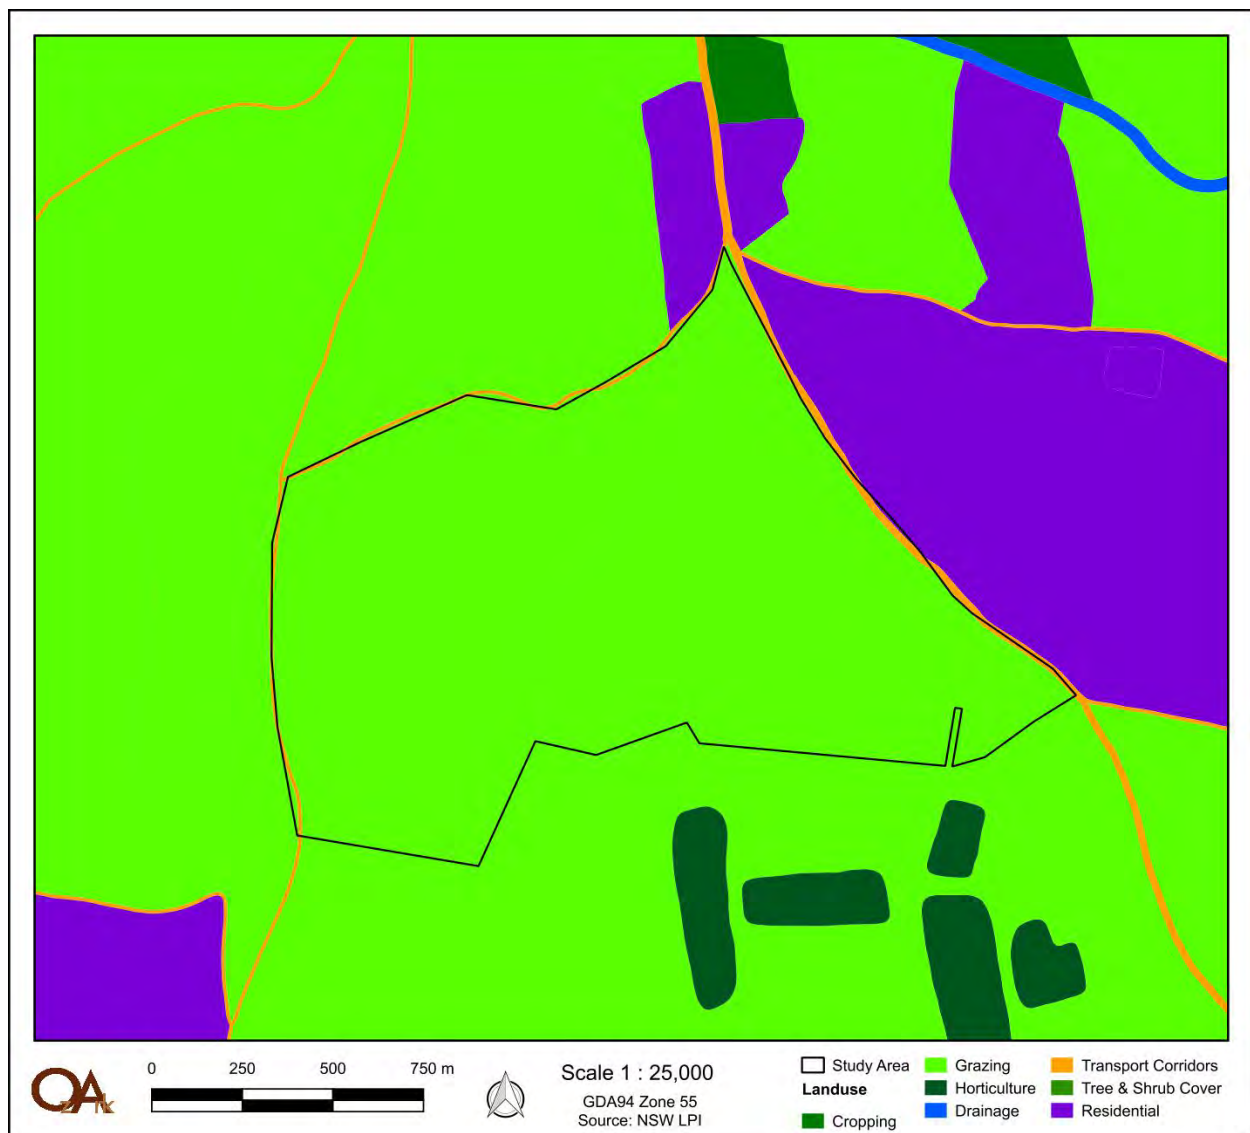 OzArk
0 250 500 750 m
Scale 1 : 25,000
GDA94 Zone 55
Source: NSW LPI
Study Area
Landuse
Cropping
Grazing
Horticulture
Drainage
Transport Corridors
Tree & Shrub Cover
Residential